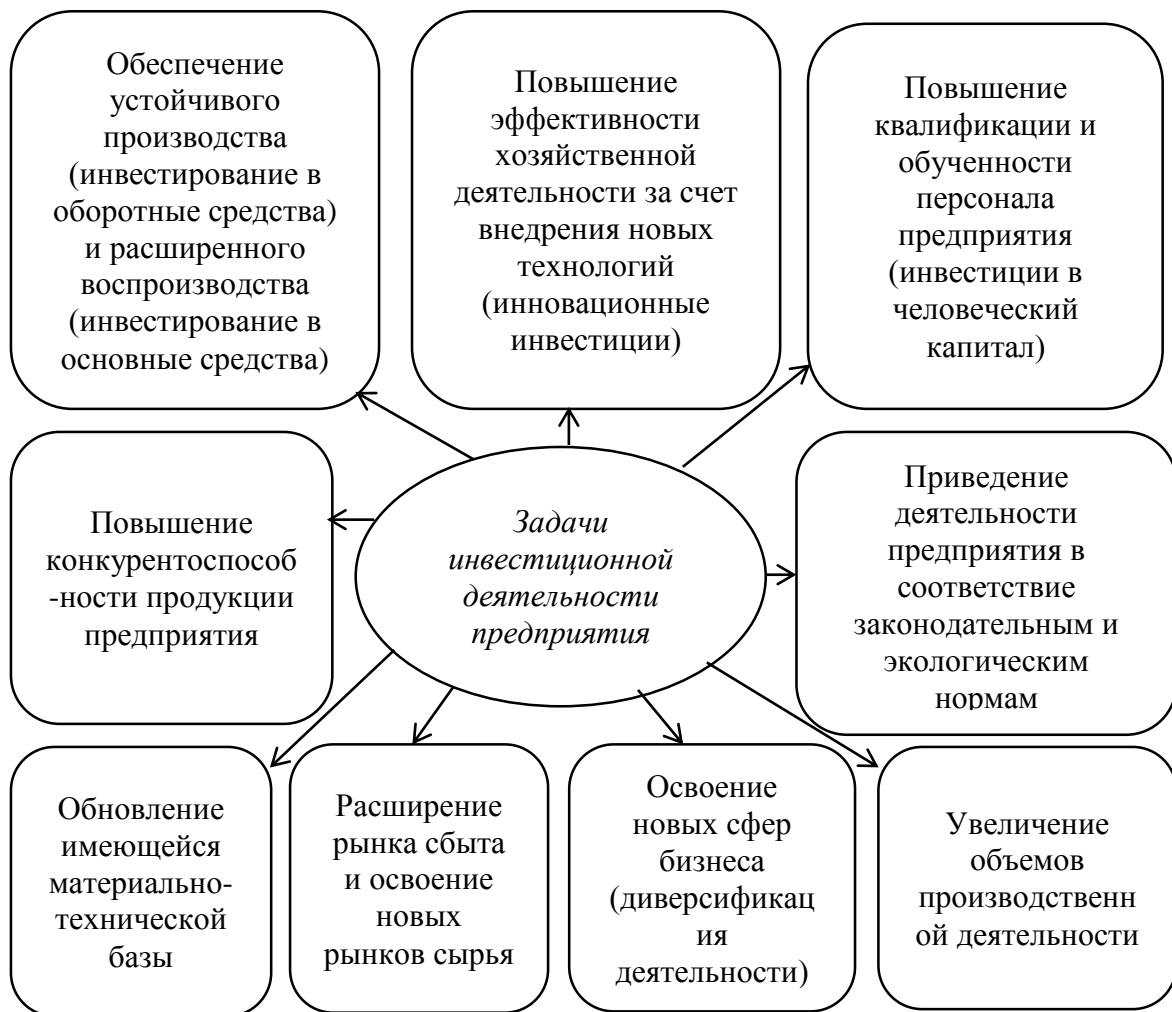 Обеспечение
устойчивого
производства
(инвестирование в
оборотные средства)
и расширенного
воспроизводства
(инвестирование в
основные средства)
Повышение
эффективности
хозяйственной
деятельности за счет
внедрения новых
технологий
(инновационные
инвестиции)
Повышение
квалификации и
обученности
персонала
предприятия
(инвестиции в
человеческий
капитал)
Повышение
конкурентоспособ
-ности продукции
предприятия
Задачи
инвестиционной
деятельности
предприятия
Приведение
деятельности
предприятия в
соответствие
законодательным и
экологическим
нормам
Обновление
имеющейся
материально-
технической
базы
Расширение
рынка сбыта
и освоение
новых
рынков сырья
Освоение
новых сфер
бизнеса
(диверсификац
ия
деятельности)
Увеличение
объемов
производственн
ой деятельности